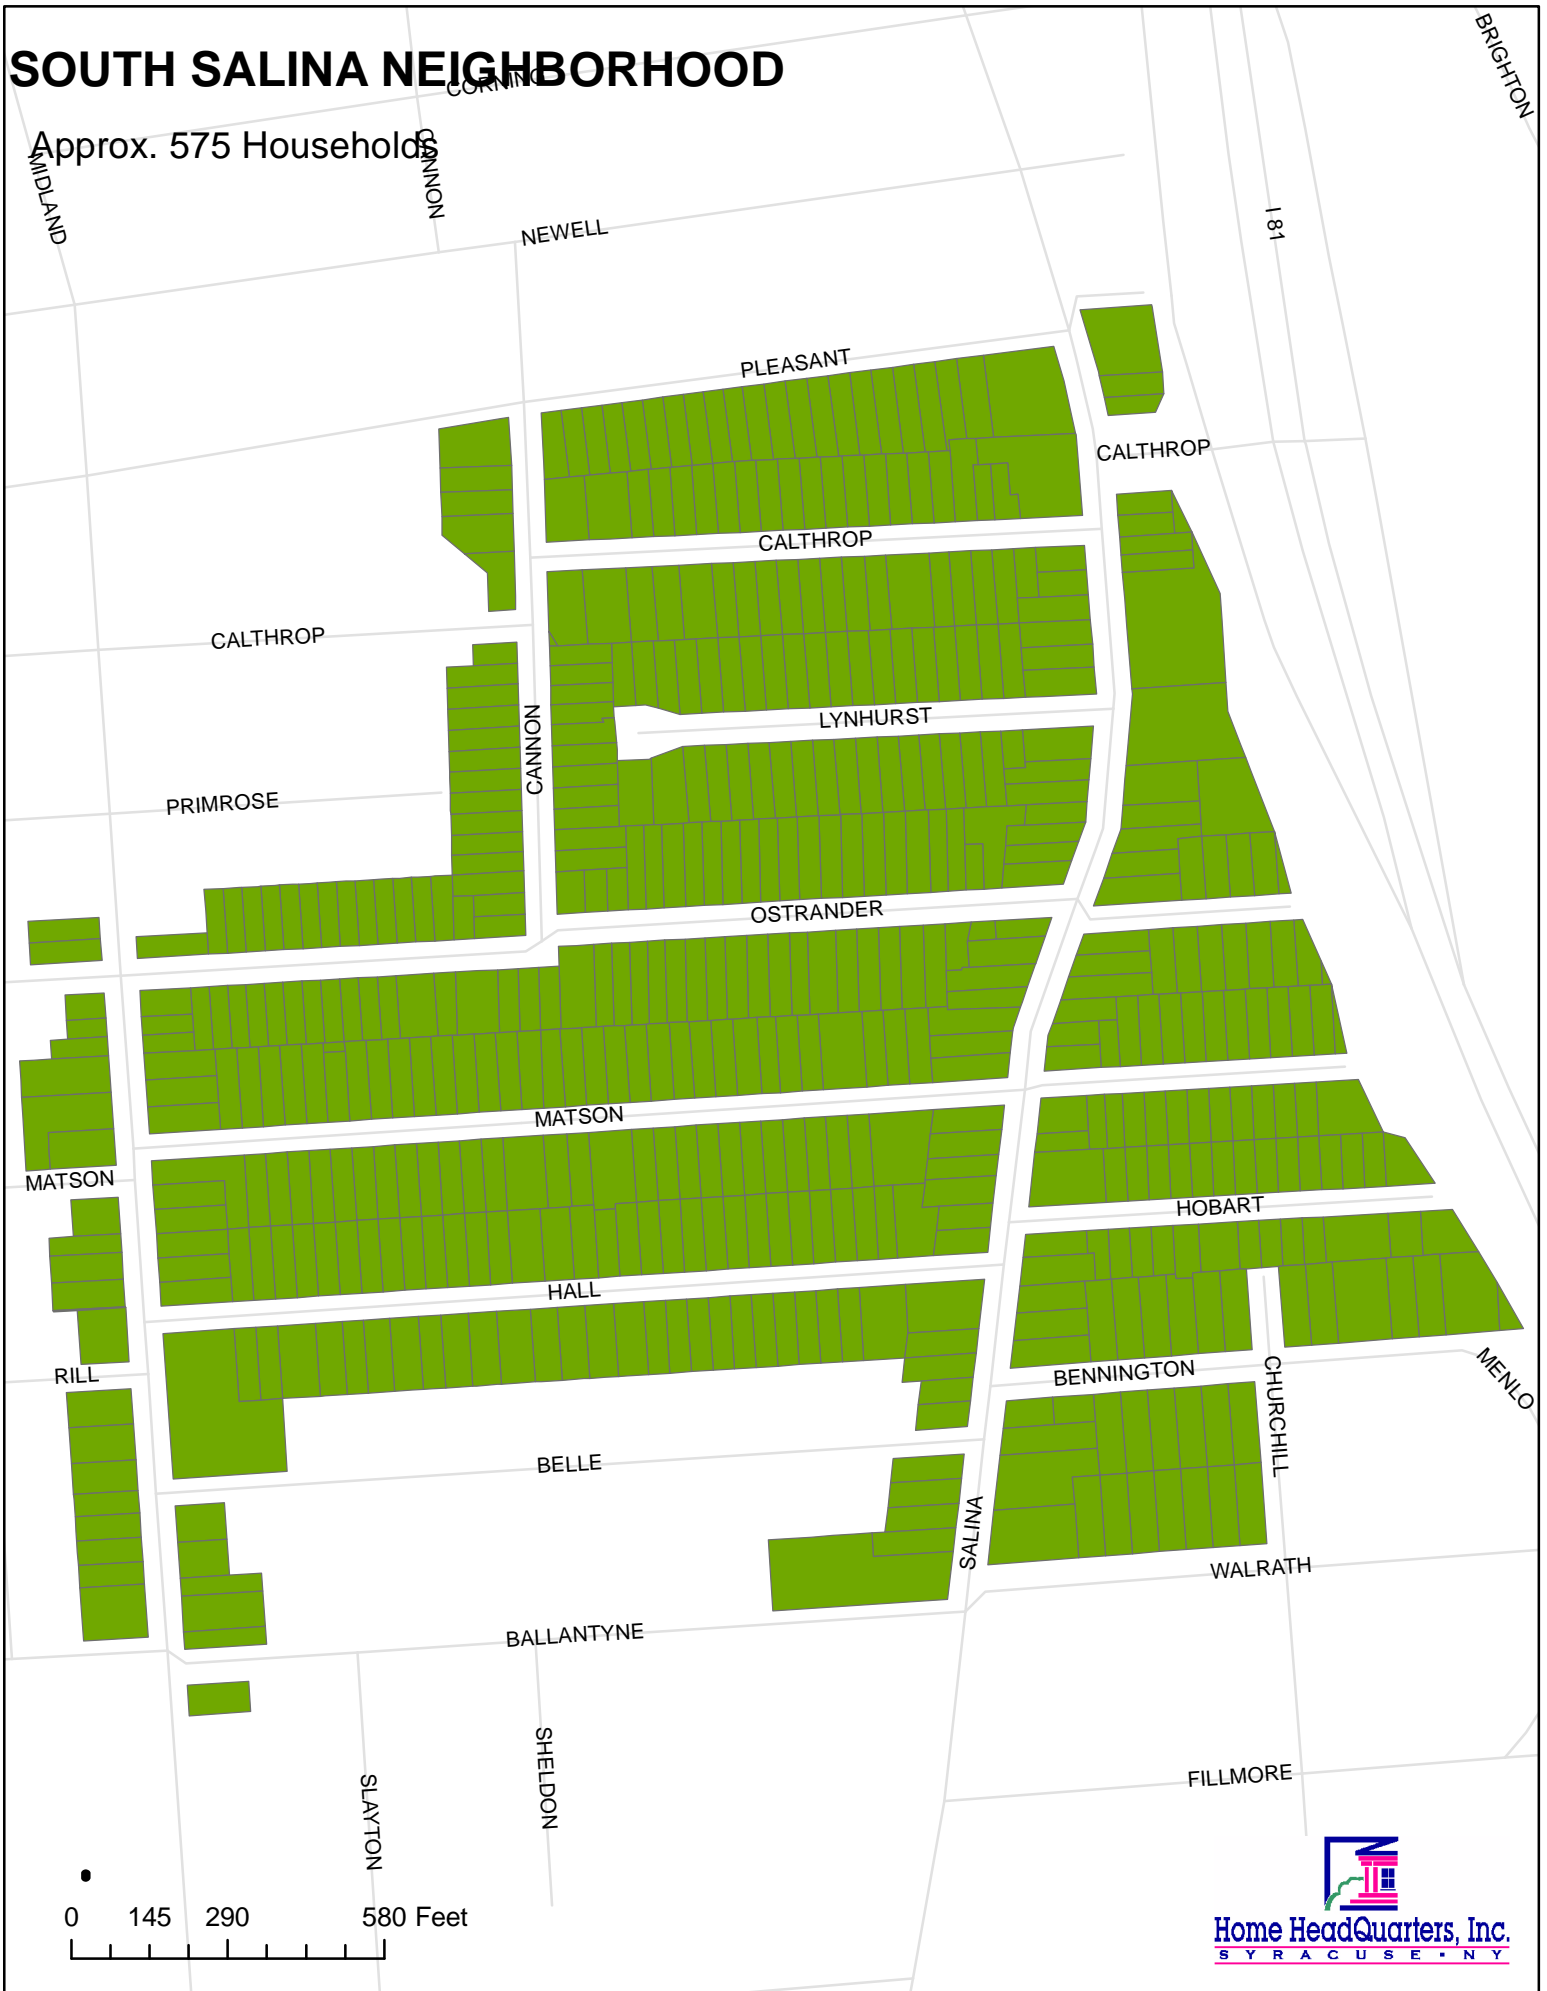 SOUTH SALINA NEIGHBORHOOD
Approx. 575 Households
CORNING
BRIGHTON
MIDLAND
CANNON
NEWELL
I 81
PLEASANT
CALTHROP
CALTHROP
CALTHROP
LYNHURST
CANNON
PRIMROSE
OSTRANDER
MATSON
MATSON
HOBART
HALL
RILL
BENNINGTON
CHURCHILL
MENLO
BELLE
SALINA
WALRATH
BALLANTYNE
SHELDON
SLAYTON
FILLMORE
0 145 290 580 Feet
Home HeadQuarters, Inc.
SYRACUSE • NY